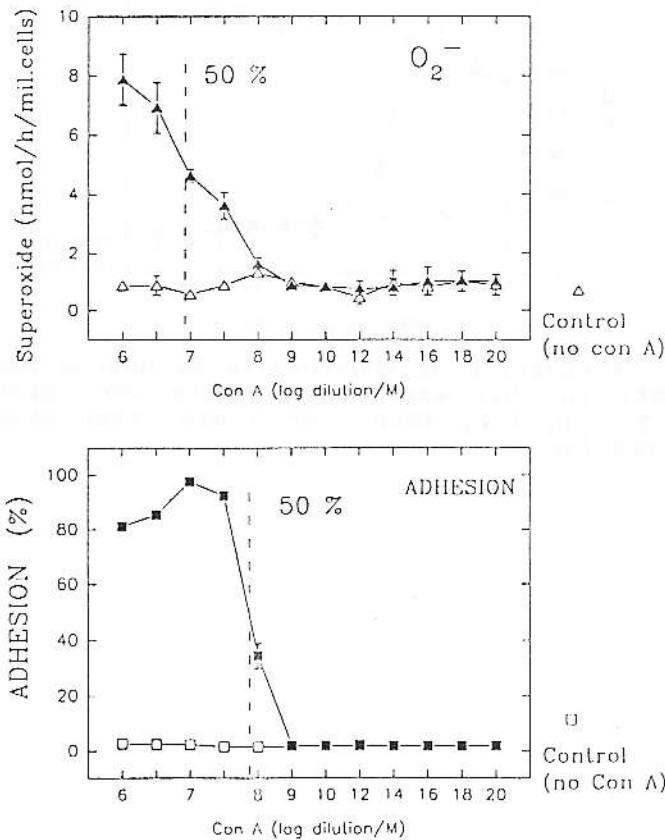 10
8
6
4
2
0
Superoxide (nmol/h/mil.cells)
50 %
O₂⁻
6 7 8 9 10 12 14 16 18 20
Con A (log dilution/M)
Control
(no con A)
100
80
60
40
20
0
ADHESION (%)
50 %
ADHESION
6 7 8 9 10 12 14 16 18 20
Con A (log dilution/M)
Control
(no Con A)